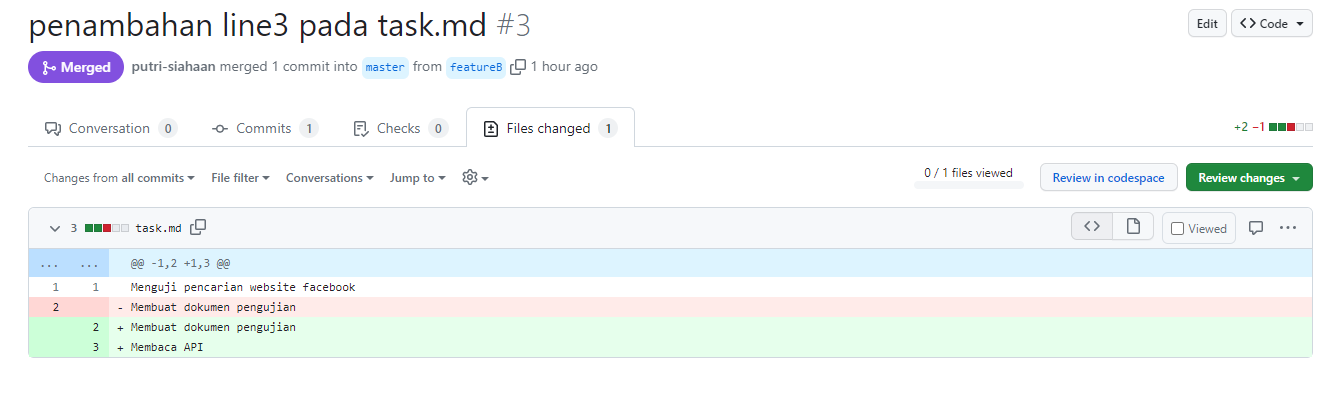 penambahan line3 pada task.md #3
Edit
<> Code
Merged
putri-siahaan merged 1 commit into master from featureB 1 hour ago
Conversation 0
Commits 1
Checks 0
Files changed 1
+2 −1
Changes from all commits
File filter
Conversations
Jump to
0 / 1 files viewed
Review in codespace
Review changes
3 task.md
<>
Viewed
... ... @@ -1,2 +1,3 @@
1 1 Menguji pencarian website facebook
2 - Membuat dokumen pengujian
2 + Membuat dokumen pengujian
3 + Membaca API